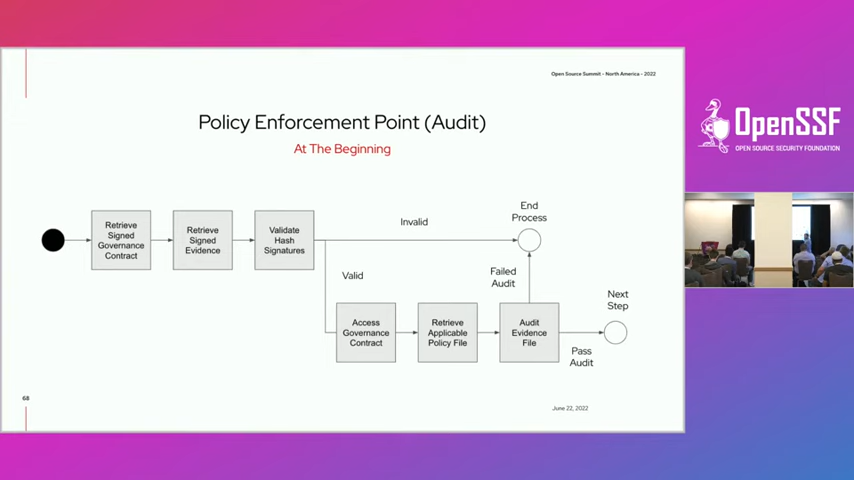 Open Source Summit - North America - 2022
Policy Enforcement Point (Audit)
At The Beginning
Retrieve
Signed
Governance
Contract
Retrieve
Signed
Evidence
Validate
Hash
Signatures
Invalid
End
Process
Valid
Failed
Audit
Access
Governance
Contract
Retrieve
Applicable
Policy File
Audit
Evidence
File
Next
Step
Pass
Audit
68
June 22, 2022
OpenSSF
OPEN SOURCE SECURITY FOUNDATION